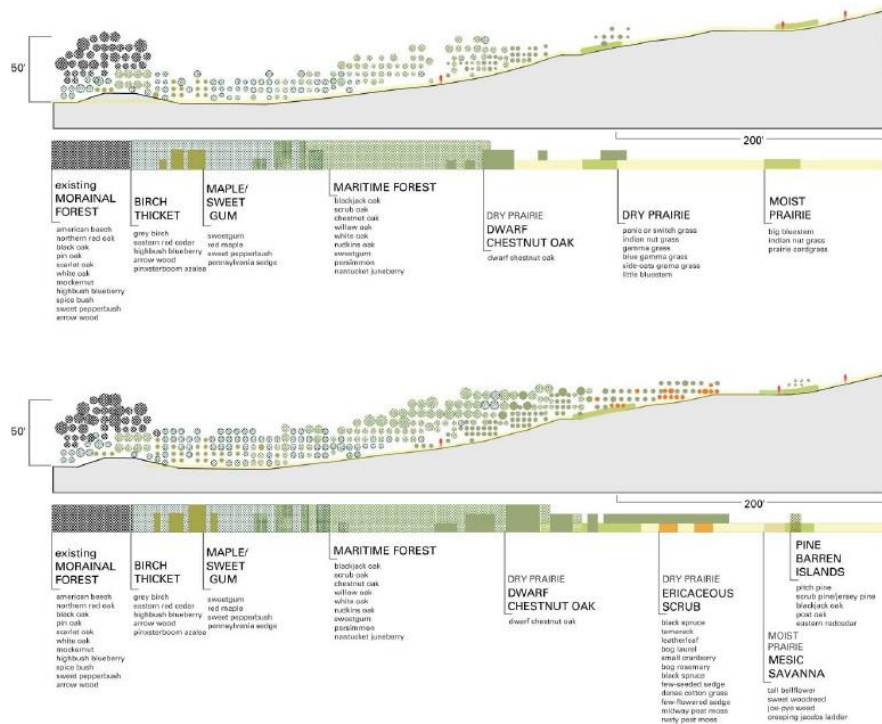 50'
200'
existing
MORAINAL
FOREST
american beech
northern red oak
black oak
pin oak
scarlet oak
white oak
mockernut
highbush blueberry
spice bush
sweet pepperbush
arrow wood
BIRCH
THICKET
grey birch
eastern red cedar
highbush blueberry
arrow wood
pinxsterboom azalea
MAPLE/
SWEET
GUM
sweetgum
red maple
sweet pepperbush
pennsylvania sedge
MARITIME FOREST
blackjack oak
scrub oak
chestnut oak
willow oak
white oak
rudkins oak
sweetgum
persimmon
nantucket juneberry
DRY PRAIRIE
DWARF
CHESTNUT OAK
dwarf chestnut oak
DRY PRAIRIE
panic or switch grass
indian nut grass
gamma grass
blue gamma grass
side-oats grama grass
little bluestem
MOIST
PRAIRIE
big bluestem
indian nut grass
prairie cordgrass
50'
200'
existing
MORAINAL
FOREST
american beech
northern red oak
black oak
pin oak
scarlet oak
white oak
mockernut
highbush blueberry
spice bush
sweet pepperbush
arrow wood
BIRCH
THICKET
grey birch
eastern red cedar
highbush blueberry
arrow wood
pinxsterboom azalea
MAPLE/
SWEET
GUM
sweetgum
red maple
sweet pepperbush
pennsylvania sedge
MARITIME FOREST
blackjack oak
scrub oak
chestnut oak
willow oak
white oak
rudkins oak
sweetgum
persimmon
nantucket juneberry
DRY PRAIRIE
DWARF
CHESTNUT OAK
dwarf chestnut oak
DRY PRAIRIE
ERICACEOUS
SCRUB
black spruce
tamarack
leatherleaf
bog laurel
small cranberry
bog rosemary
black spruce
few-seeded sedge
dense cotton grass
few-flowered sedge
midway peat moss
rusty peat moss
PINE
BARREN
ISLANDS
pitch pine
scrub pine/jersey pine
blackjack oak
post oak
eastern redcedar
MOIST
PRAIRIE
MESIC
SAVANNA
tall bellflower
sweet woodreed
joe-pye weed
creeping jacobs ladder